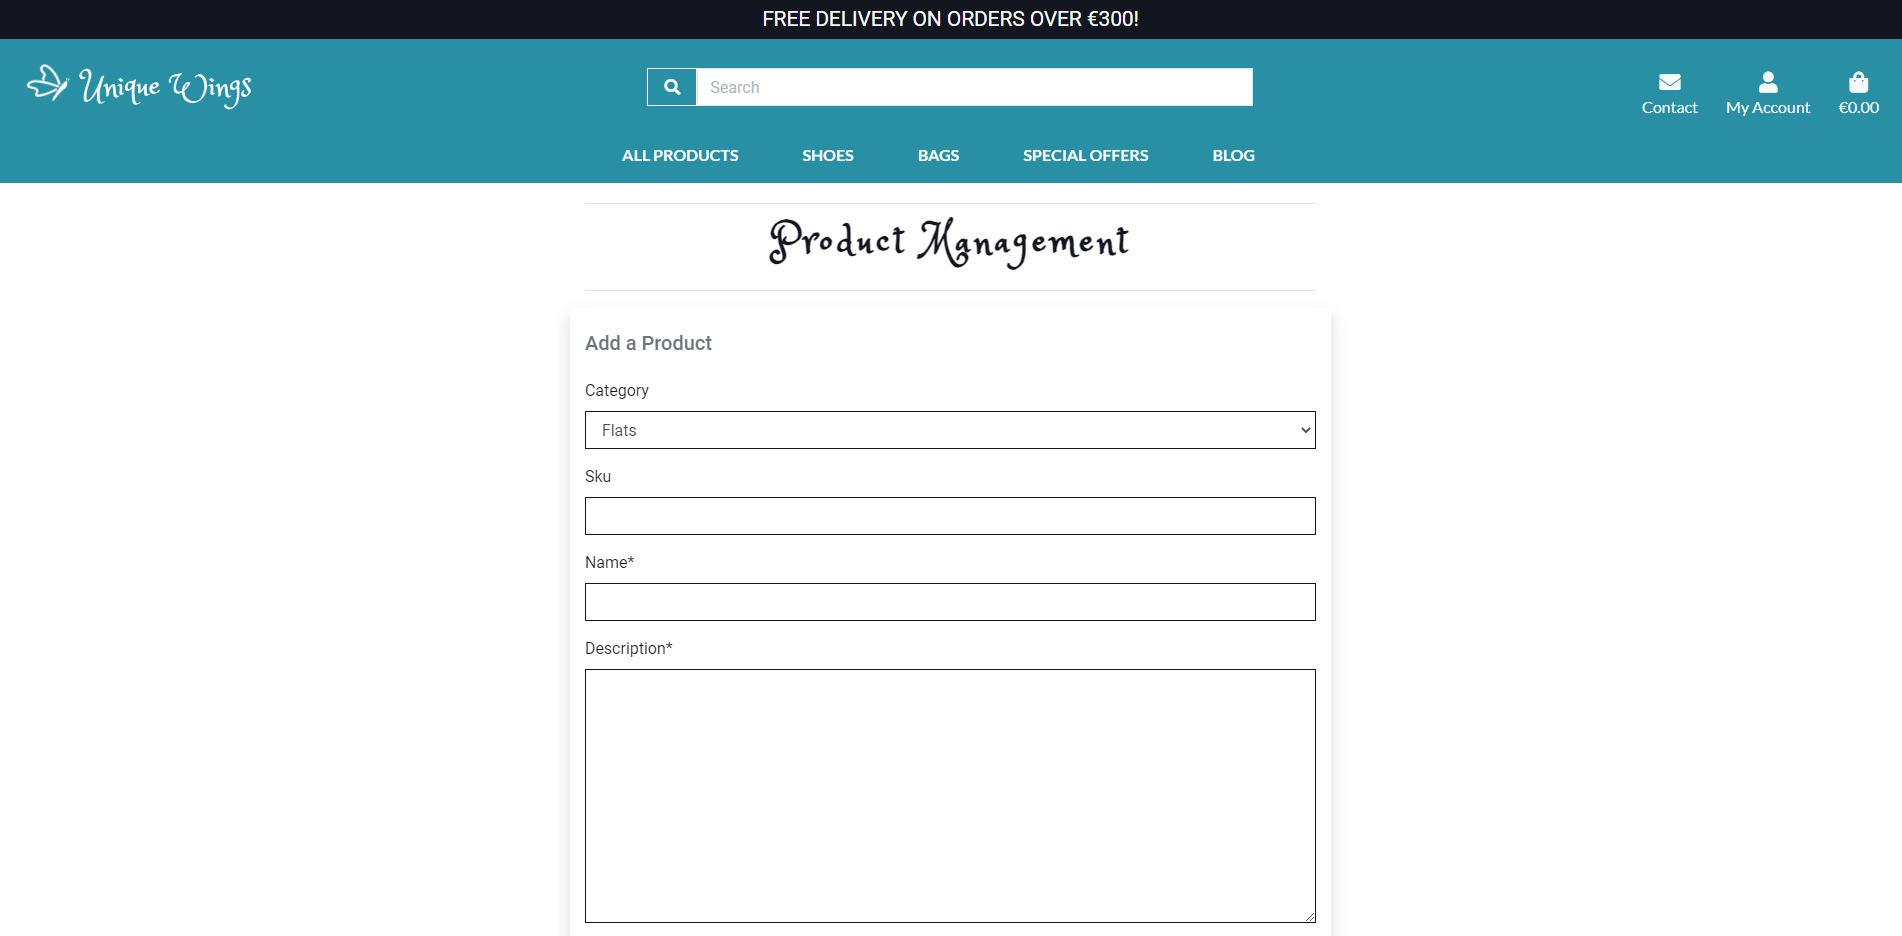 FREE DELIVERY ON ORDERS OVER €300!
Unique Wings
Search
Contact
My Account
€0.00
ALL PRODUCTS
SHOES
BAGS
SPECIAL OFFERS
BLOG
Product Management
Add a Product
Category
Flats
Sku
Name*
Description*